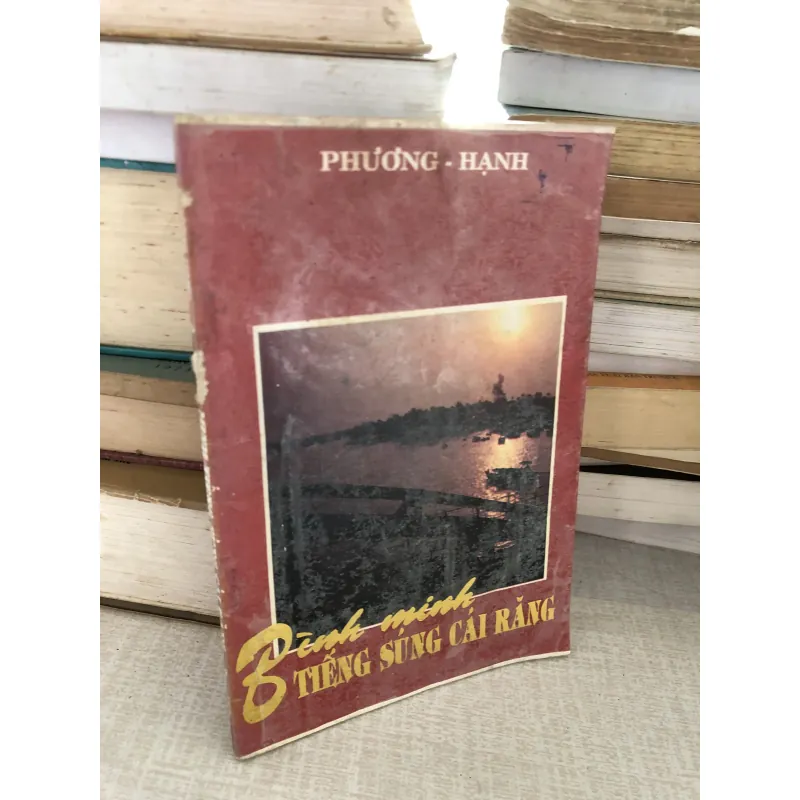 PHƯƠNG - HẠNH
Bình minh
TIẾNG SÚNG CÁI RĂNG